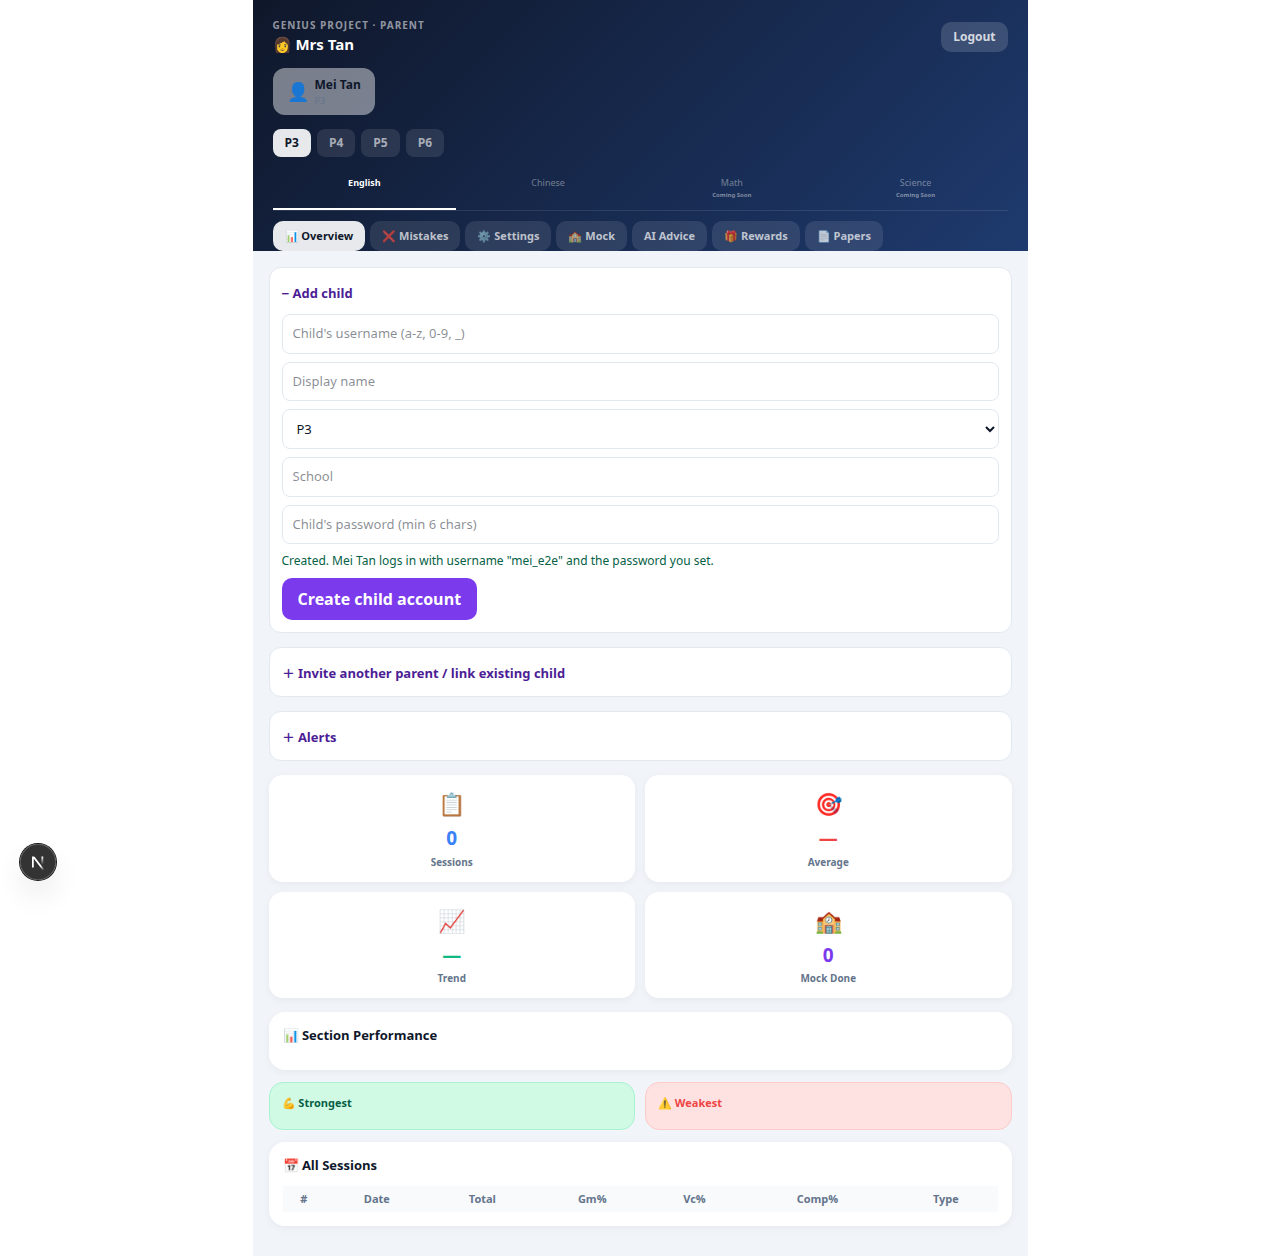 GENIUS PROJECT · PARENT
Mrs Tan
Logout
Mei Tan
P3
P3 P4 P5 P6
English Chinese Math Science
Coming Soon Coming Soon
Overview Mistakes Settings Mock AI Advice Rewards Papers
− Add child
Child's username (a-z, 0-9, _)
Display name
P3
School
Child's password (min 6 chars)
Created. Mei Tan logs in with username "mei_e2e" and the password you set.
Create child account
+ Invite another parent / link existing child
+ Alerts
0 —
Sessions Average
— 0
Trend Mock Done
Section Performance
Strongest Weakest
All Sessions
# Date Total Gm% Vc% Comp% Type
N